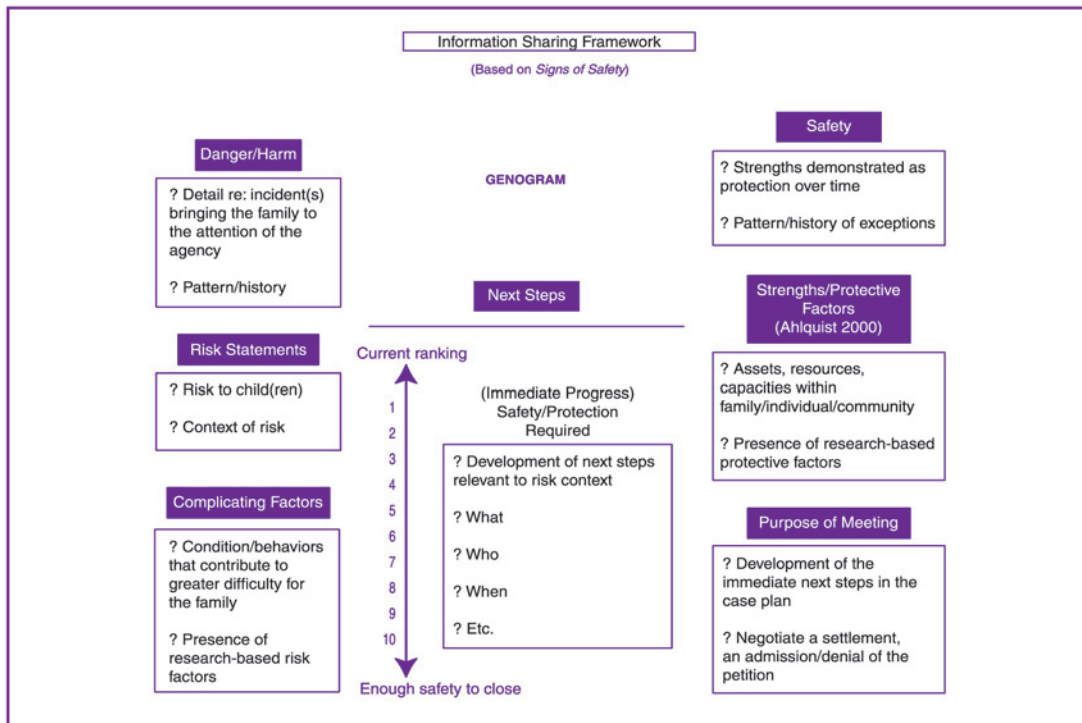 Information Sharing Framework
(Based on Signs of Safety)
Danger/Harm
? Detail re: incident(s)
bringing the family to
the attention of the
agency
? Pattern/history
Risk Statements
? Risk to child(ren)
? Context of risk
Complicating Factors
? Condition/behaviors
that contribute to
greater difficulty for
the family
? Presence of
research-based risk
factors
GENOGRAM
Next Steps
Current ranking
1
2
3
4
5
6
7
8
9
10
Enough safety to close
(Immediate Progress)
Safety/Protection
Required
? Development of next steps
relevant to risk context
? What
? Who
? When
? Etc.
Safety
? Strengths demonstrated as
protection over time
? Pattern/history of exceptions
Strengths/Protective
Factors
(Ahlquist 2000)
? Assets, resources,
capacities within
family/individual/community
? Presence of research-based
protective factors
Purpose of Meeting
? Development of the
immediate next steps in the
case plan
? Negotiate a settlement,
an admission/denial of the
petition